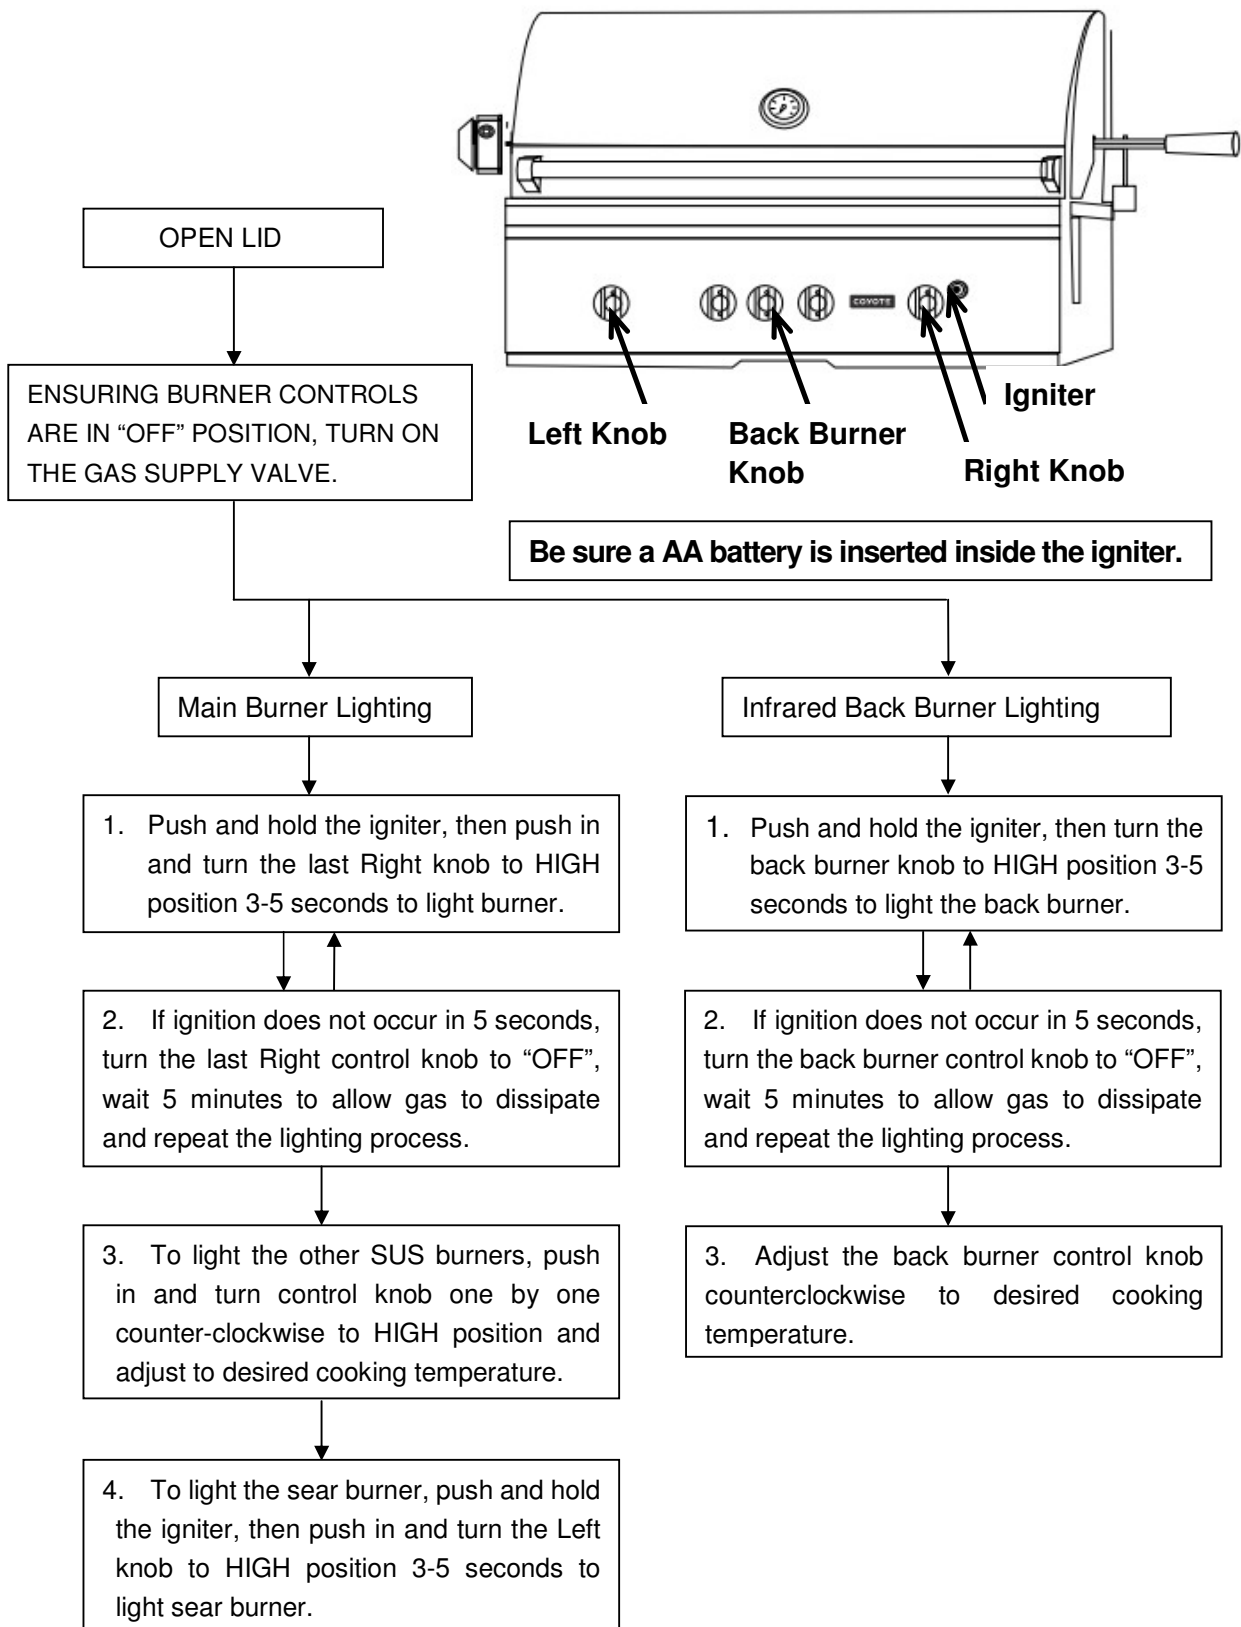 COYOTE
OPEN LID
ENSURING BURNER CONTROLS
ARE IN “OFF” POSITION, TURN ON
THE GAS SUPPLY VALVE.
Left Knob
Back Burner
Knob
Igniter
Right Knob
Be sure a AA battery is inserted inside the igniter.
Main Burner Lighting
1. Push and hold the igniter, then push in
and turn the last Right knob to HIGH
position 3-5 seconds to light burner.
2. If ignition does not occur in 5 seconds,
turn the last Right control knob to “OFF”,
wait 5 minutes to allow gas to dissipate
and repeat the lighting process.
3. To light the other SUS burners, push
in and turn control knob one by one
counter-clockwise to HIGH position and
adjust to desired cooking temperature.
4. To light the sear burner, push and hold
the igniter, then push in and turn the Left
knob to HIGH position 3-5 seconds to
light sear burner.
Infrared Back Burner Lighting
1. Push and hold the igniter, then turn the
back burner knob to HIGH position 3-5
seconds to light the back burner.
2. If ignition does not occur in 5 seconds,
turn the back burner control knob to “OFF”,
wait 5 minutes to allow gas to dissipate
and repeat the lighting process.
3. Adjust the back burner control knob
counterclockwise to desired cooking
temperature.